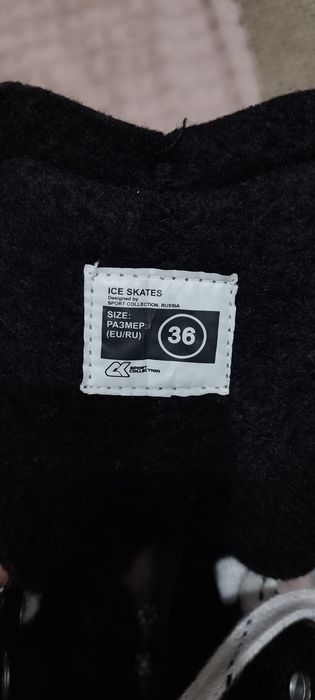 ICE SKATES
Designed by
SPORT COLLECTION, RUSSIA
SIZE:
РАЗМЕР:
(EU/RU)
36
SPORT
COLLECTION